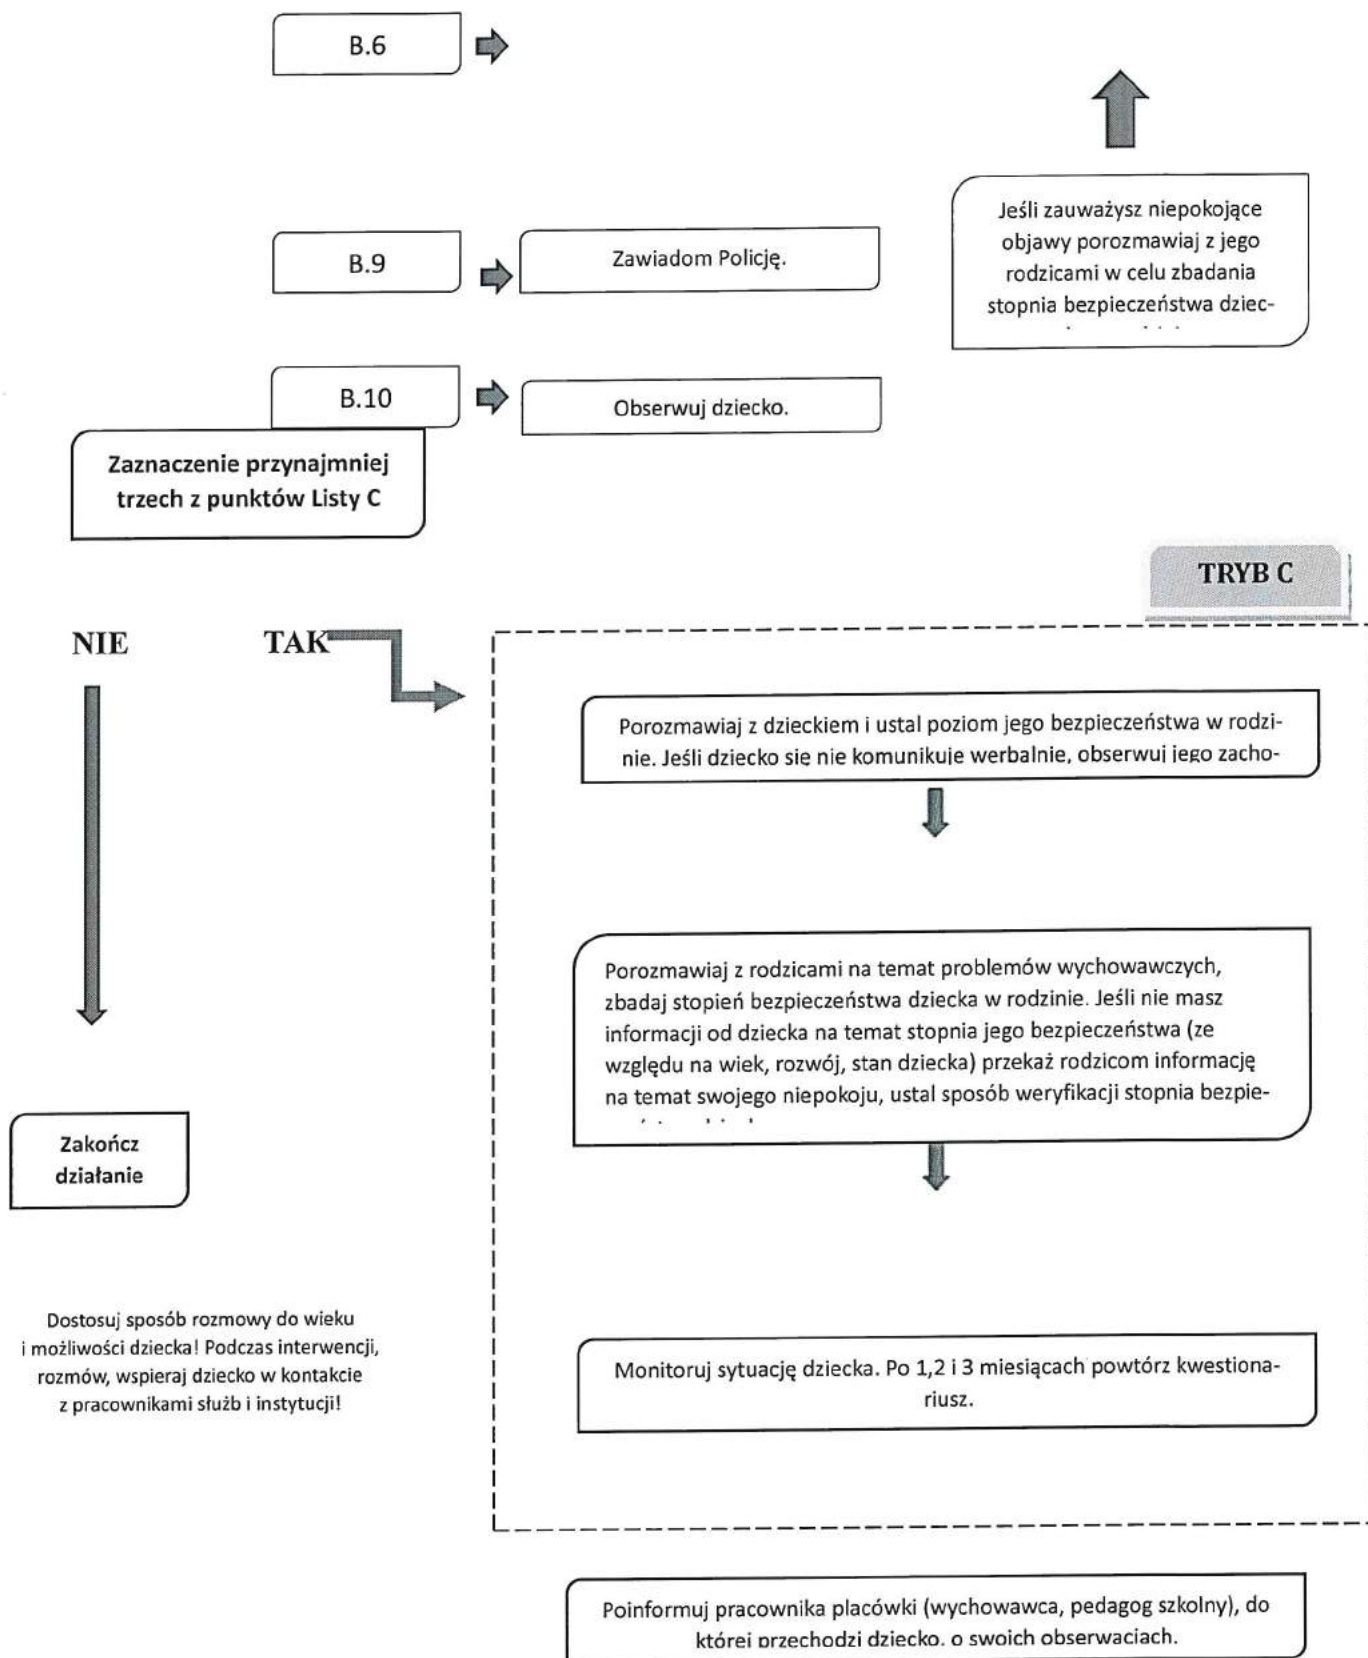 B.6
Jeśli zauważysz niepokojące
objawy porozmawiaj z jego
rodzicami w celu zbadania
stopnia bezpieczeństwa dziec-
B.9
Zawiadom Policję.
B.10
Obserwuj dziecko.
Zaznaczenie przynajmniej
trzech z punktów Listy C
TRYB C
NIE
TAK
Porozmawiaj z dzieckiem i ustal poziom jego bezpieczeństwa w rodzi-
nie. Jeśli dziecko się nie komunikuje werbalnie, obserwuj jego zacho-
Porozmawiaj z rodzicami na temat problemów wychowawczych,
zbadaj stopień bezpieczeństwa dziecka w rodzinie. Jeśli nie masz
informacji od dziecka na temat stopnia jego bezpieczeństwa (ze
względu na wiek, rozwój, stan dziecka) przekaż rodzicom informację
na temat swojego niepokoju, ustal sposób weryfikacji stopnia bezpie-
Zakończ
działanie
Dostosuj sposób rozmowy do wieku
i możliwości dziecka! Podczas interwencji,
rozmów, wspieraj dziecko w kontakcie
z pracownikami służb i instytucji!
Monitoruj sytuację dziecka. Po 1,2 i 3 miesiącach powtórz kwestiona-
riusz.
Poinformuj pracownika placówki (wychowawca, pedagog szkolny), do
której przechodzi dziecko, o swoich obserwacjach.